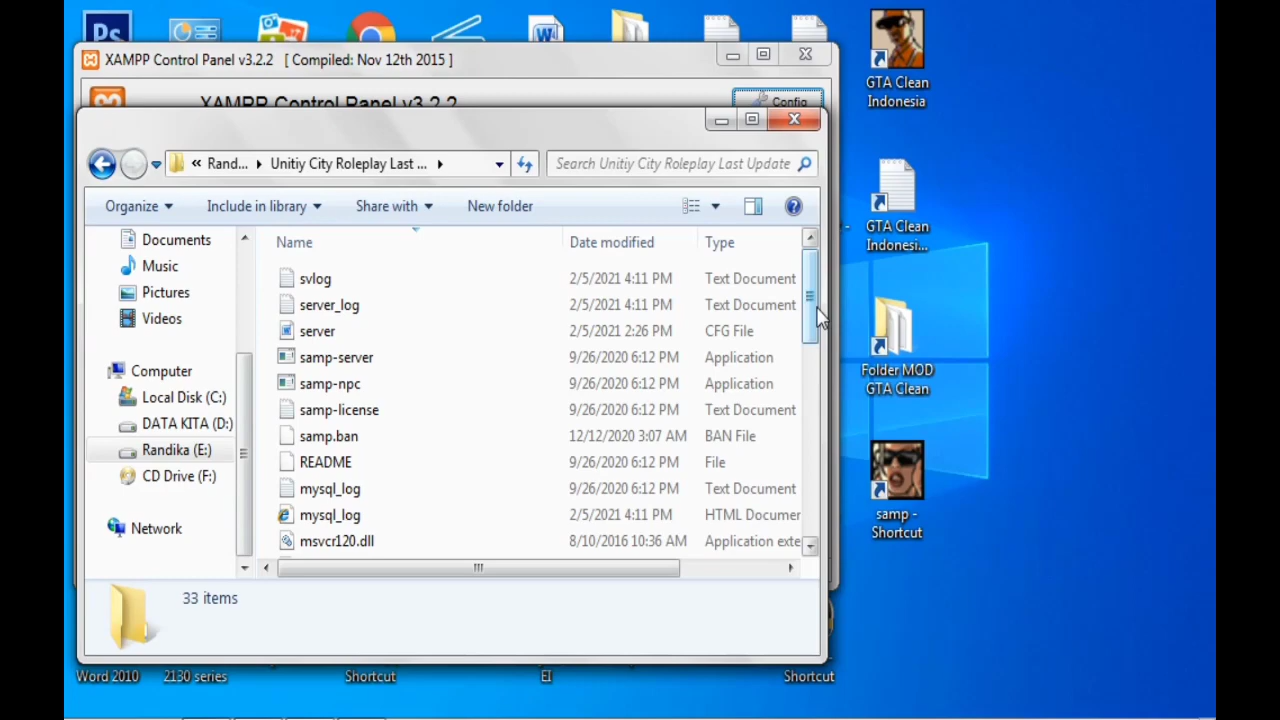 Ps
XAMPP Control Panel v3.2.2 [ Compiled: Nov 12th 2015 ]
XAMPP Control Panel v3.2.2
Config
« Rand... Unitiy City Roleplay Last ...
Search Unitiy City Roleplay Last Update
Organize
Include in library
Share with
New folder
Documents
Music
Pictures
Videos
Computer
Local Disk (C:)
DATA KITA (D:)
Randika (E:)
CD Drive (F:)
Network
Name Date modified Type
svlog 2/5/2021 4:11 PM Text Document
server_log 2/5/2021 4:11 PM Text Document
server 2/5/2021 2:26 PM CFG File
samp-server 9/26/2020 6:12 PM Application
samp-npc 9/26/2020 6:12 PM Application
samp-license 9/26/2020 6:12 PM Text Document
samp.ban 12/12/2020 3:07 AM BAN File
README 9/26/2020 6:12 PM File
mysql_log 9/26/2020 6:12 PM Text Document
mysql_log 2/5/2021 4:11 PM HTML Documer
msvcr120.dll 8/10/2016 10:36 AM Application exte
33 items
GTA Clean
Indonesia
GTA Clean
Indonesi...
Folder MOD
GTA Clean
samp -
Shortcut
Word 2010
2130 series
Shortcut
EI
Shortcut